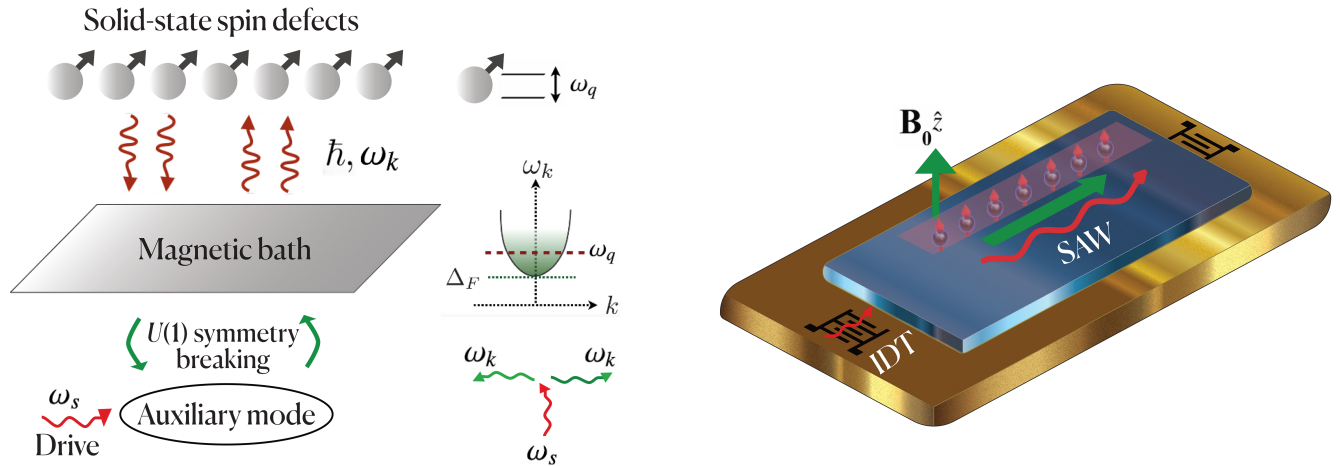 Solid-state spin defects
ω_q
ħ, ω_k
Magnetic bath
ω_k
ω_q
Δ_F
k
U(1) symmetry
breaking
ω_k
ω_k
ω_s
Auxiliary mode
Drive
ω_s
B₀ẑ
SAW
IDT